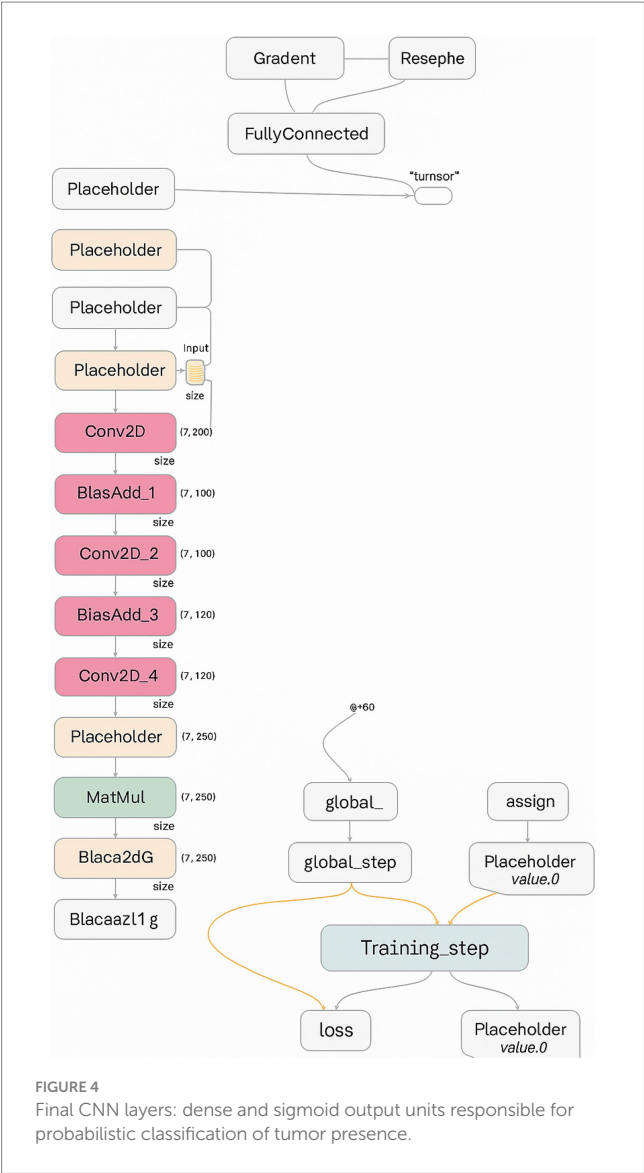 Gradent
Resephe
FullyConnected
"turnsor"
Placeholder
Placeholder
Placeholder
Input
Placeholder
size
Conv2D
(7, 200)
size
BlasAdd_1
(7, 100)
size
Conv2D_2
(7, 100)
size
BiasAdd_3
(7, 120)
size
Conv2D_4
(7, 120)
size
Placeholder
(7, 250)
MatMul
(7, 250)
size
Blaca2dG
(7, 250)
size
Blacaazl1 g
@+60
global_
assign
global_step
Placeholder
value.0
Training_step
loss
Placeholder
value.0
FIGURE 4
Final CNN layers: dense and sigmoid output units responsible for
probabilistic classification of tumor presence.